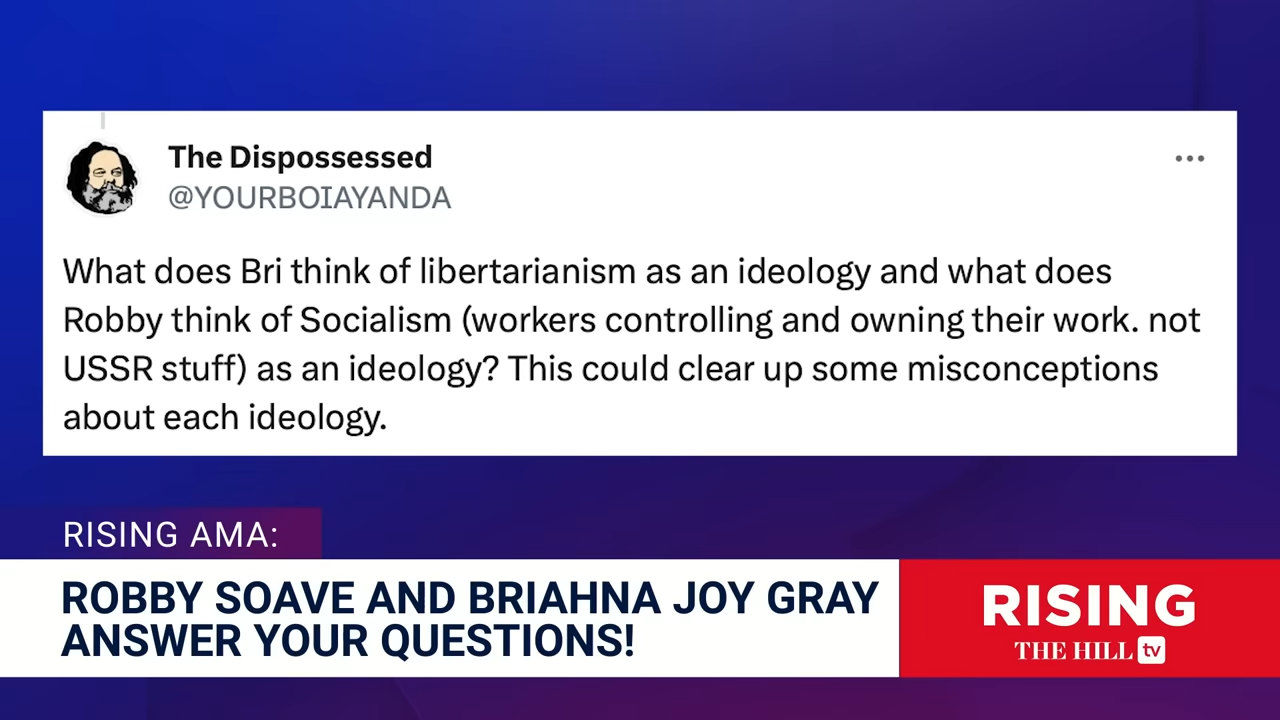 The Dispossessed
@YOURBOIAYANDA
What does Bri think of libertarianism as an ideology and what does
Robby think of Socialism (workers controlling and owning their work. not
USSR stuff) as an ideology? This could clear up some misconceptions
about each ideology.
RISING AMA:
ROBBY SOAVE AND BRIAHNA JOY GRAY
ANSWER YOUR QUESTIONS!
RISING
THE HILL tv